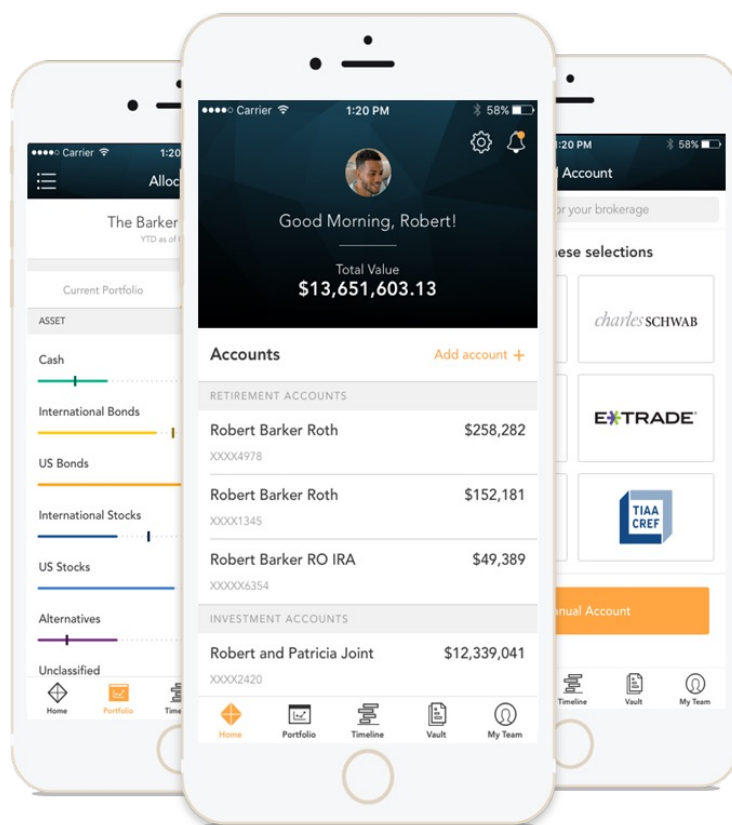 Carrier
1:20
Alloc
The Barker
YTD as of
Current Portfolio
ASSET
Cash
International Bonds
US Bonds
International Stocks
US Stocks
Alternatives
Unclassified
Home
Portfolio
Time
Carrier
1:20 PM
58%
Good Morning, Robert!
Total Value
$13,651,603.13
Accounts
Add account +
RETIREMENT ACCOUNTS
Robert Barker Roth
$258,282
XXXX4978
Robert Barker Roth
$152,181
XXXX1345
Robert Barker RO IRA
$49,389
XXXXX6354
INVESTMENT ACCOUNTS
Robert and Patricia Joint
$12,339,041
XXXX2420
Home
Portfolio
Timeline
Vault
My Team
:20 PM
58%
Account
or your brokerage
ese selections
charles SCHWAB
E*TRADE
TIAA
CREF
anual Account
Timeline
Vault
My Team